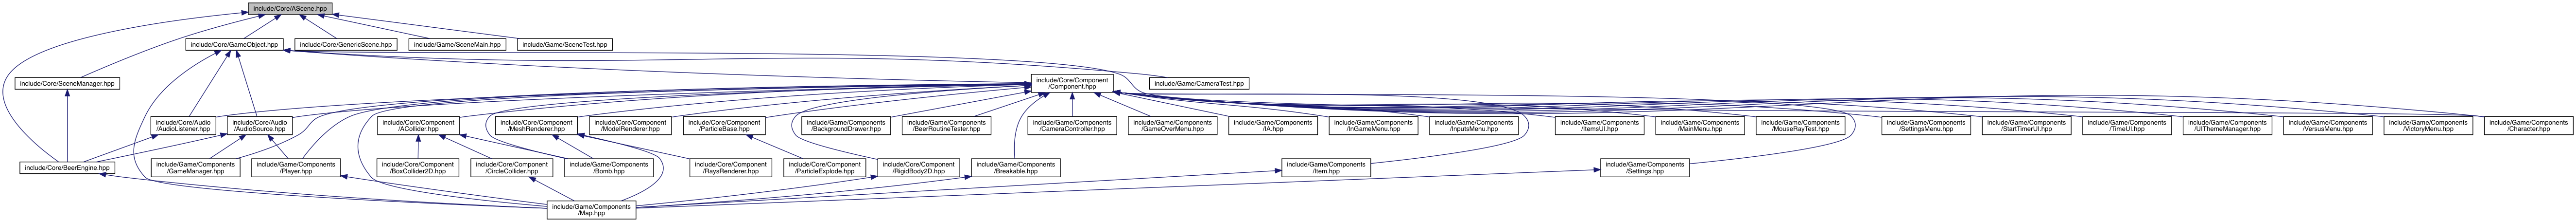 include/Core/AScene.hpp
include/Core/GameObject.hpp
include/Core/GenericScene.hpp
include/Game/SceneMain.hpp
include/Game/SceneTest.hpp
include/Core/SceneManager.hpp
include/Core/Component
/Component.hpp
include/Game/CameraTest.hpp
include/Core/Audio
/AudioListener.hpp
include/Core/Audio
/AudioSource.hpp
include/Core/Component
/ACollider.hpp
include/Core/Component
/MeshRenderer.hpp
include/Core/Component
/ModelRenderer.hpp
include/Core/Component
/ParticleBase.hpp
include/Game/Components
/BackgroundDrawer.hpp
include/Game/Components
/BeerRoutineTester.hpp
include/Game/Components
/CameraController.hpp
include/Game/Components
/GameOverMenu.hpp
include/Game/Components
/IA.hpp
include/Game/Components
/InGameMenu.hpp
include/Game/Components
/InputsMenu.hpp
include/Game/Components
/ItemsUI.hpp
include/Game/Components
/MainMenu.hpp
include/Game/Components
/MouseRayTest.hpp
include/Game/Components
/SettingsMenu.hpp
include/Game/Components
/StartTimerUI.hpp
include/Game/Components
/TimeUI.hpp
include/Game/Components
/UIThemeManager.hpp
include/Game/Components
/VersusMenu.hpp
include/Game/Components
/VictoryMenu.hpp
include/Game/Components
/Character.hpp
include/Core/BeerEngine.hpp
include/Game/Components
/GameManager.hpp
include/Game/Components
/Player.hpp
include/Core/Component
/BoxCollider2D.hpp
include/Core/Component
/CircleCollider.hpp
include/Game/Components
/Bomb.hpp
include/Core/Component
/RaysRenderer.hpp
include/Core/Component
/ParticleExplode.hpp
include/Core/Component
/RigidBody2D.hpp
include/Game/Components
/Breakable.hpp
include/Game/Components
/Item.hpp
include/Game/Components
/Settings.hpp
include/Game/Components
/Map.hpp